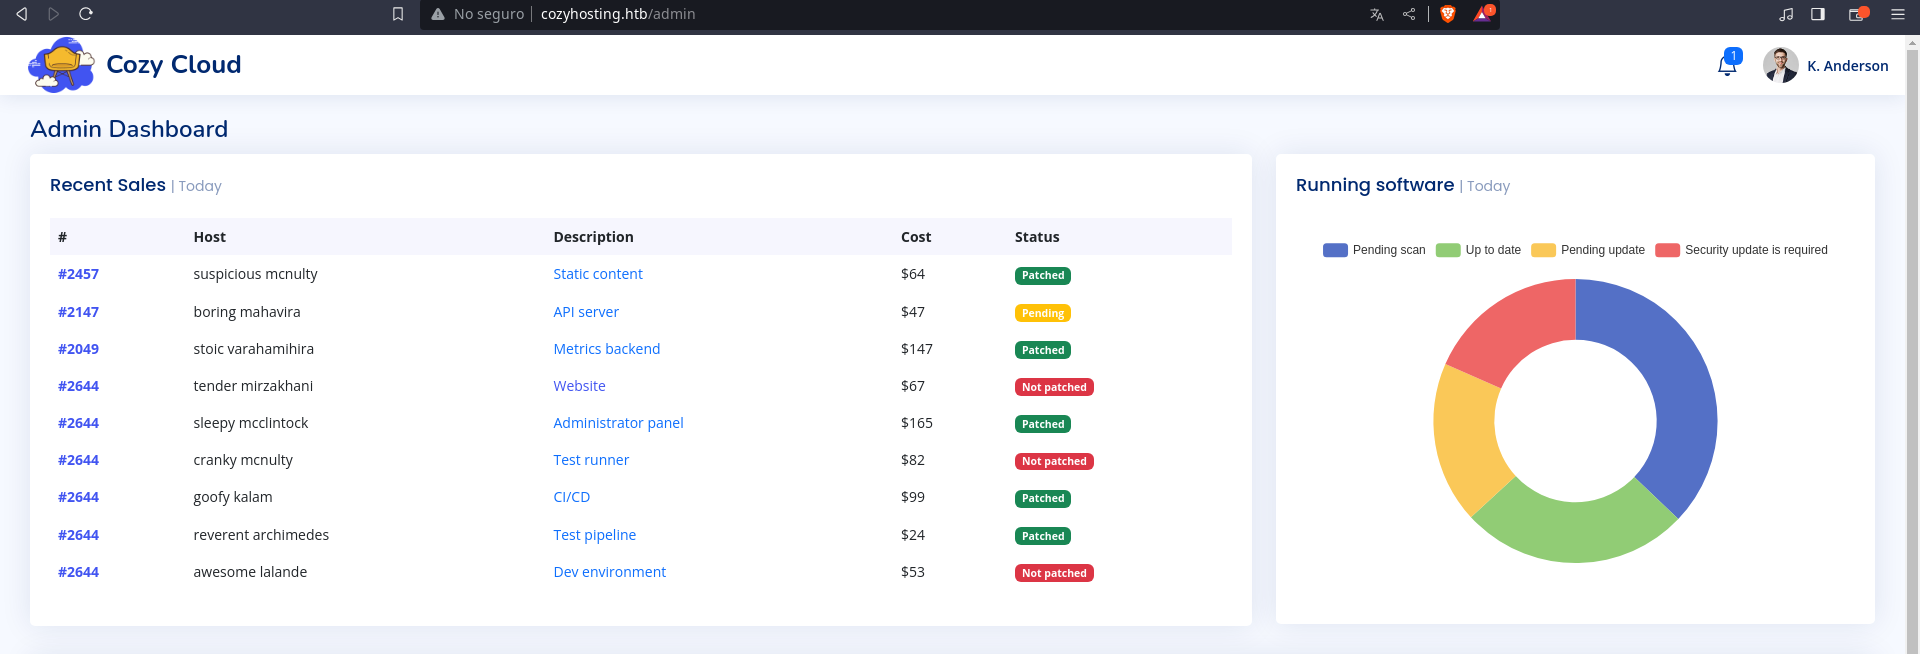 No seguro cozyhosting.htb/admin 1
Cozy Cloud 1 K. Anderson
Admin Dashboard
Recent Sales | Today
# Host Description Cost Status
#2457 suspicious mcnulty Static content $64 Patched
#2147 boring mahavira API server $47 Pending
#2049 stoic varahamihira Metrics backend $147 Patched
#2644 tender mirzakhani Website $67 Not patched
#2644 sleepy mcclintock Administrator panel $165 Patched
#2644 cranky mcnulty Test runner $82 Not patched
#2644 goofy kalam CI/CD $99 Patched
#2644 reverent archimedes Test pipeline $24 Patched
#2644 awesome lalande Dev environment $53 Not patched
Running software | Today
Pending scan Up to date Pending update Security update is required